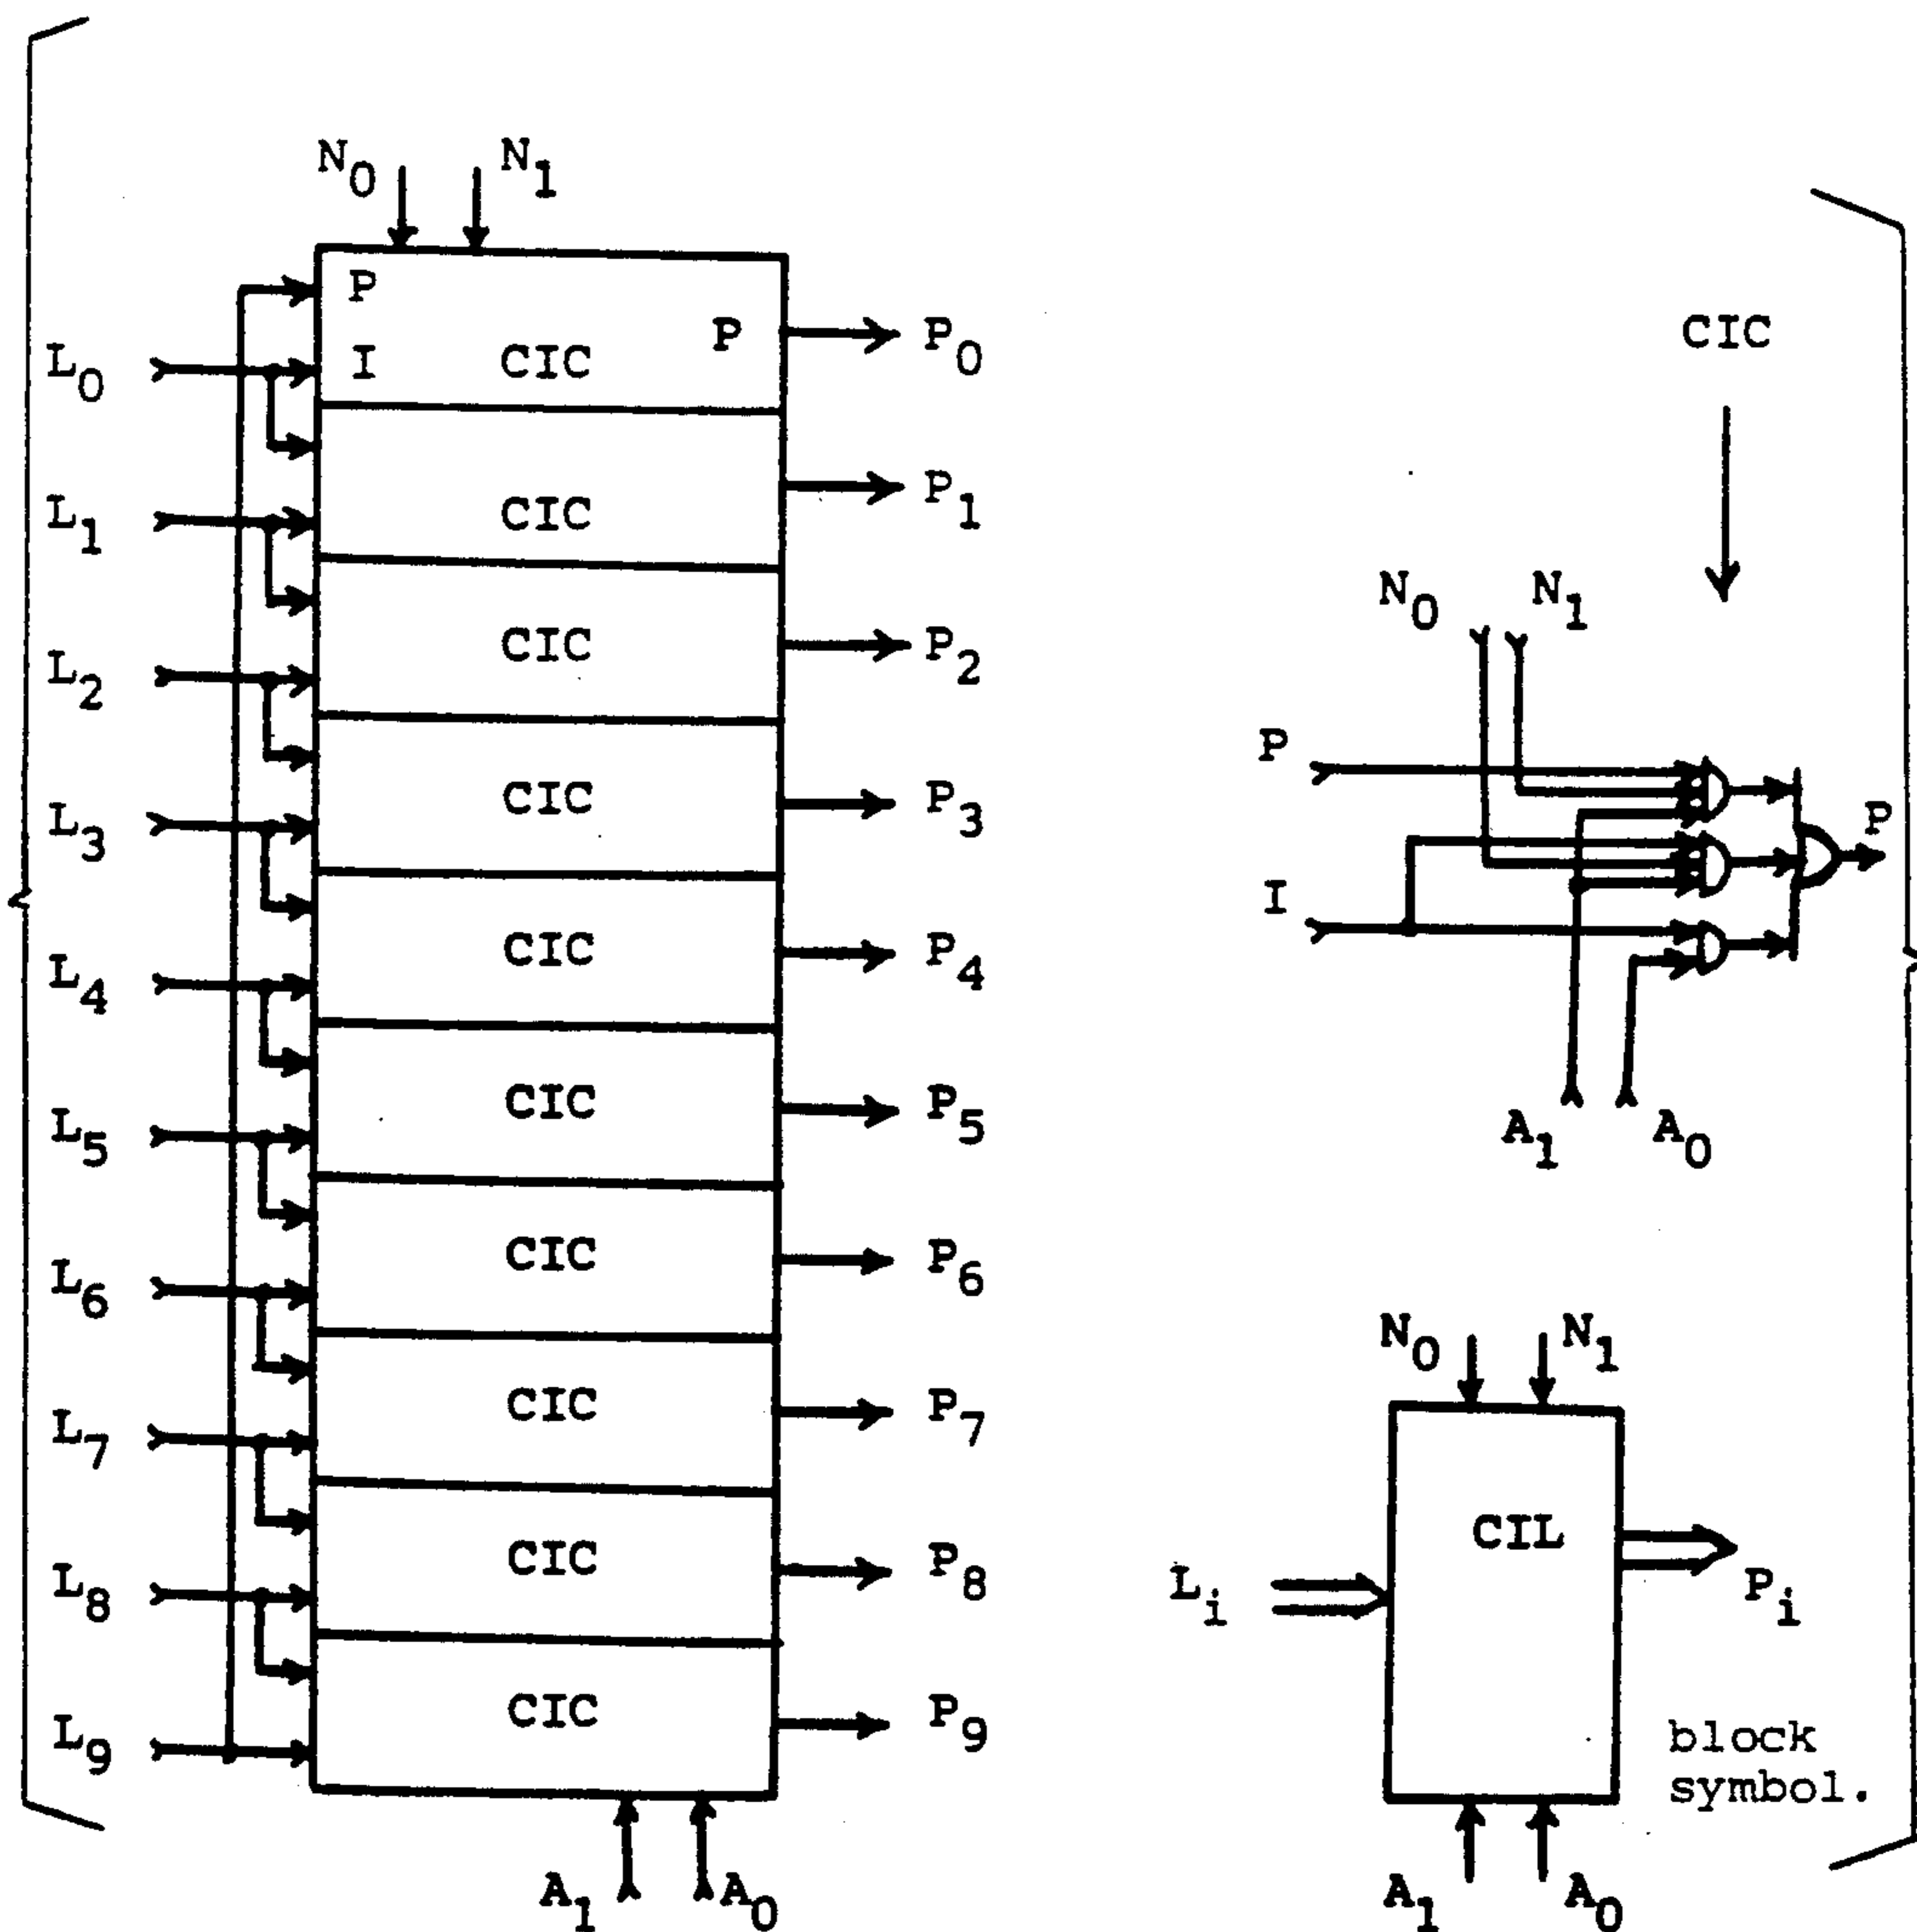 N0 N1
P
P P0
L0 I CIC
L1 CIC P1
L2 CIC P2
L3 CIC P3
L4 CIC P4
L5 CIC P5
L6 CIC P6
L7 CIC P7
L8 CIC P8
L9 CIC P9
A1 A0
CIC
N0 N1
P
P
I
A1 A0
N0 N1
CIL
Li Pi
block
symbol.
A1 A0